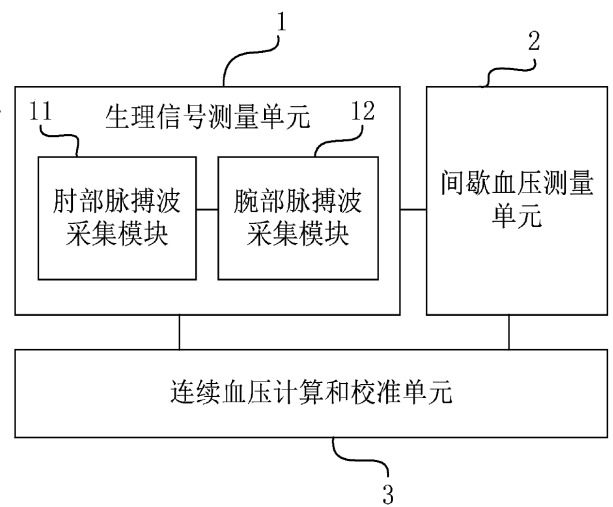 1
2
生理信号测量单元
11
12
肘部脉搏波
采集模块
腕部脉搏波
采集模块
间歇血压测量
单元
连续血压计算和校准单元
3